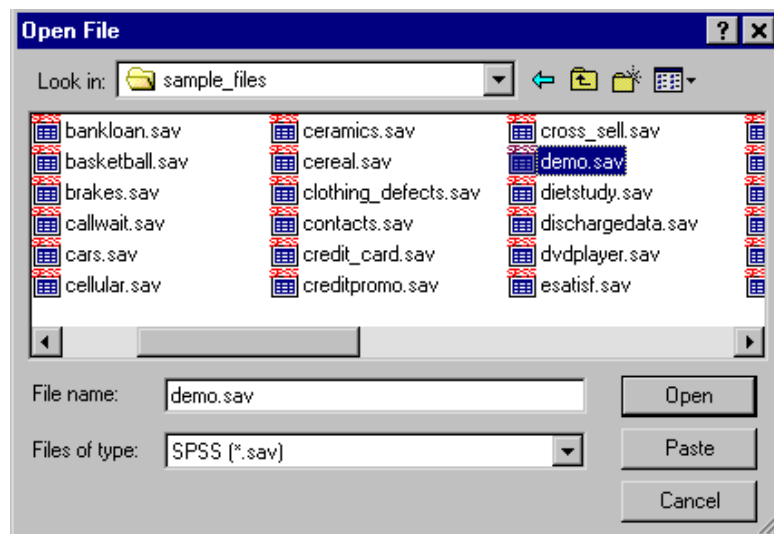 Open File
Look in: sample_files
bankloan.sav ceramics.sav cross_sell.sav
basketball.sav cereal.sav demo.sav
brakes.sav clothing_defects.sav dietstudy.sav
callwait.sav contacts.sav dischargedata.sav
cars.sav credit_card.sav dvdplayer.sav
cellular.sav creditpromo.sav esatisf.sav
File name: demo.sav Open
Files of type: SPSS (*.sav) Paste
Cancel